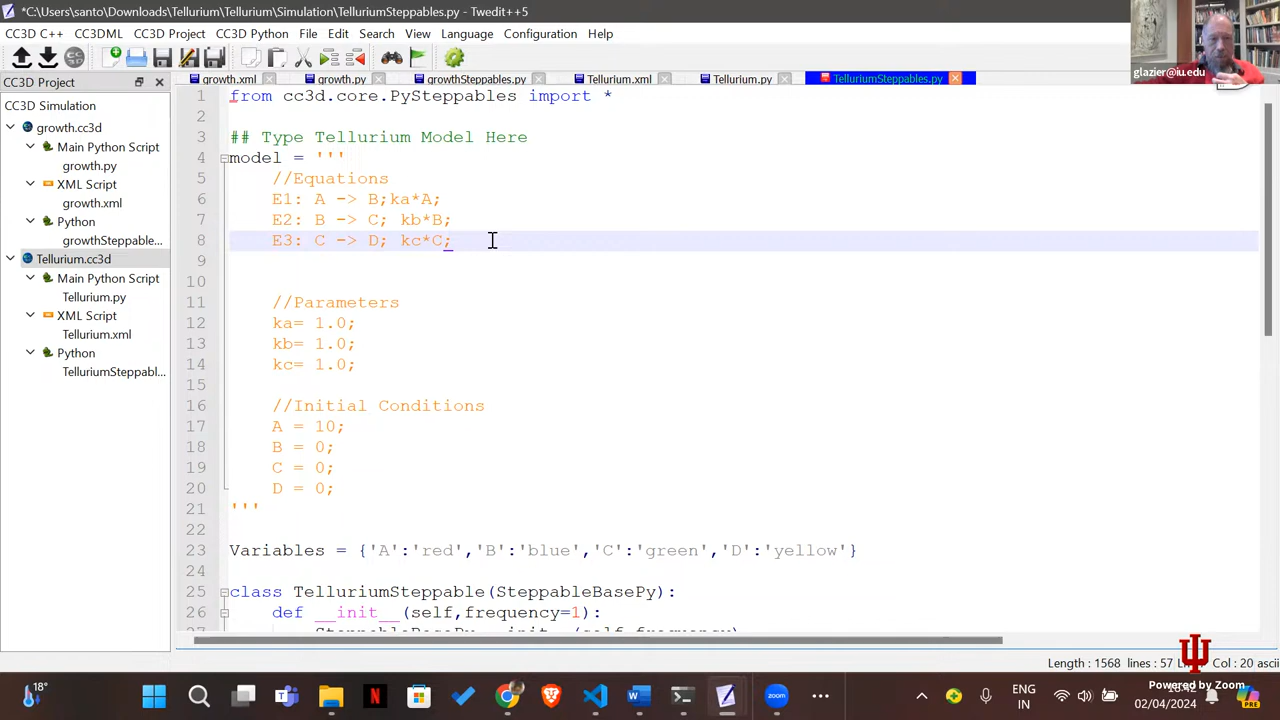 *C:\Users\santo\Downloads\Tellurium\Tellurium\Simulation\TelluriumSteppables.py - Twedit++5
CC3D C++ CC3DML CC3D Project CC3D Python File Edit Search View Language Configuration Help
glazier@iu.edu
CC3D Project
growth.xml growth.py growthSteppables.py Tellurium.xml Tellurium.py TelluriumSteppables.py
CC3D Simulation
growth.cc3d
Main Python Script
growth.py
XML Script
growth.xml
Python
growthSteppable...
Tellurium.cc3d
Main Python Script
Tellurium.py
XML Script
Tellurium.xml
Python
TelluriumSteppabl...
1 from cc3d.core.PySteppables import *
2
3 ## Type Tellurium Model Here
4 model = '''
5 //Equations
6 E1: A -> B;ka*A;
7 E2: B -> C; kb*B;
8 E3: C -> D; kc*C;
9
10
11 //Parameters
12 ka= 1.0;
13 kb= 1.0;
14 kc= 1.0;
15
16 //Initial Conditions
17 A = 10;
18 B = 0;
19 C = 0;
20 D = 0;
21 '''
22
23 Variables = {'A':'red','B':'blue','C':'green','D':'yellow'}
24
25 class TelluriumSteppable(SteppableBasePy):
26 def __init__(self,frequency=1):
Length : 1568 lines : 57 Col : 20 ascii
Powered by Zoom
18°
zoom
ENG
IN
02/04/2024
PRE